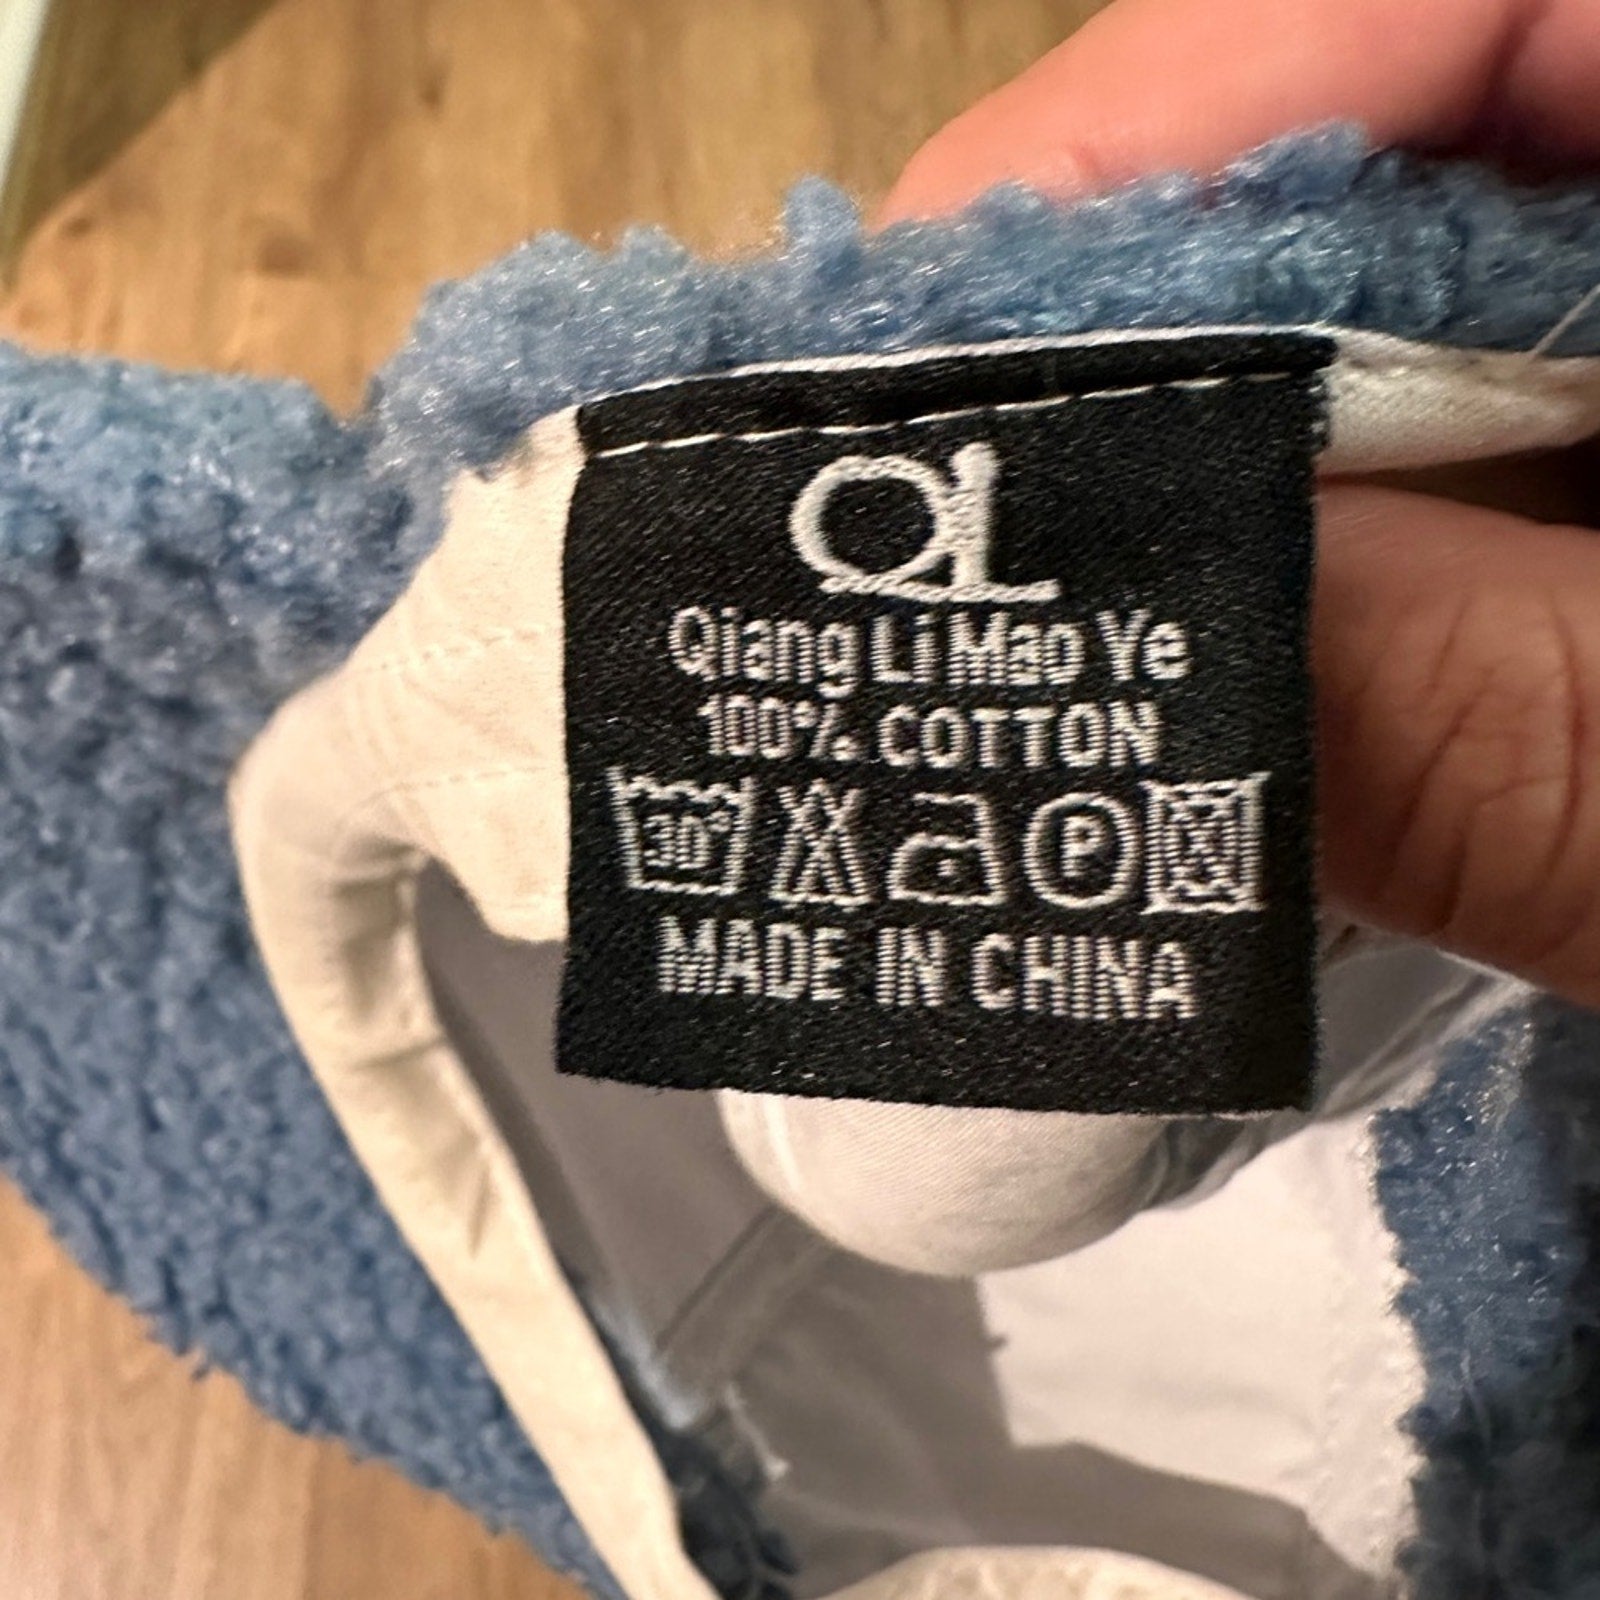 QL
Qiang Li Mao Ye
100% COTTON
30°
P
MADE IN CHINA